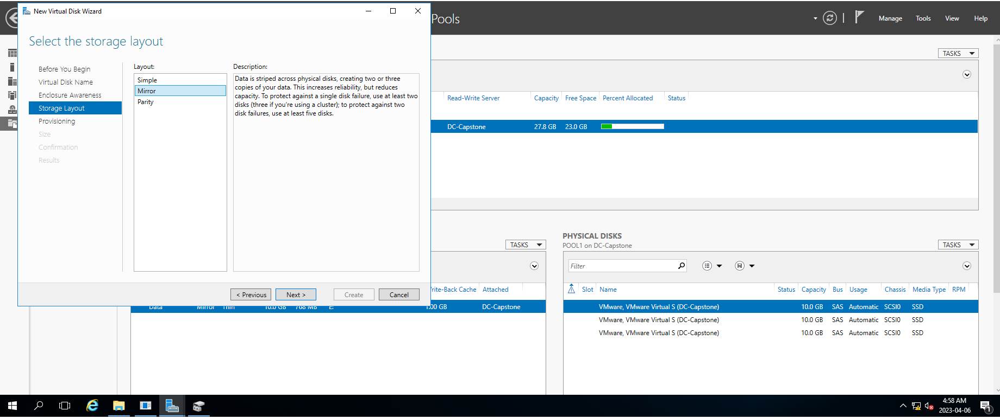 New Virtual Disk Wizard
Pools
Manage
Tools
View
Help
Select the storage layout
Before You Begin
Virtual Disk Name
Enclosure Awareness
Storage Layout
Provisioning
Size
Confirmation
Results
Layout:
Simple
Mirror
Parity
Description:
Data is striped across physical disks, creating two or three
copies of your data. This increases reliability, but reduces
capacity. To protect against a single disk failure, use at least two
disks (three if you're using a cluster); to protect against two
disk failures, use at least five disks.
< Previous
Next >
Create
Cancel
TASKS
Read-Write Server Capacity Free Space Percent Allocated Status
DC-Capstone 27.8 GB 23.0 GB
TASKS
rite-Back Cache Attached
Data Mirror Thin 10.0 GB 768 MB E: 1.00 GB DC-Capstone
PHYSICAL DISKS
POOL1 on DC-Capstone
TASKS
Filter
Slot Name Status Capacity Bus Usage Chassis Media Type RPM
VMware, VMware Virtual S (DC-Capstone) 10.0 GB SAS Automatic SCSI0 SSD
VMware, VMware Virtual S (DC-Capstone) 10.0 GB SAS Automatic SCSI0 SSD
VMware, VMware Virtual S (DC-Capstone) 10.0 GB SAS Automatic SCSI0 SSD
4:58 AM
2023-04-06
1